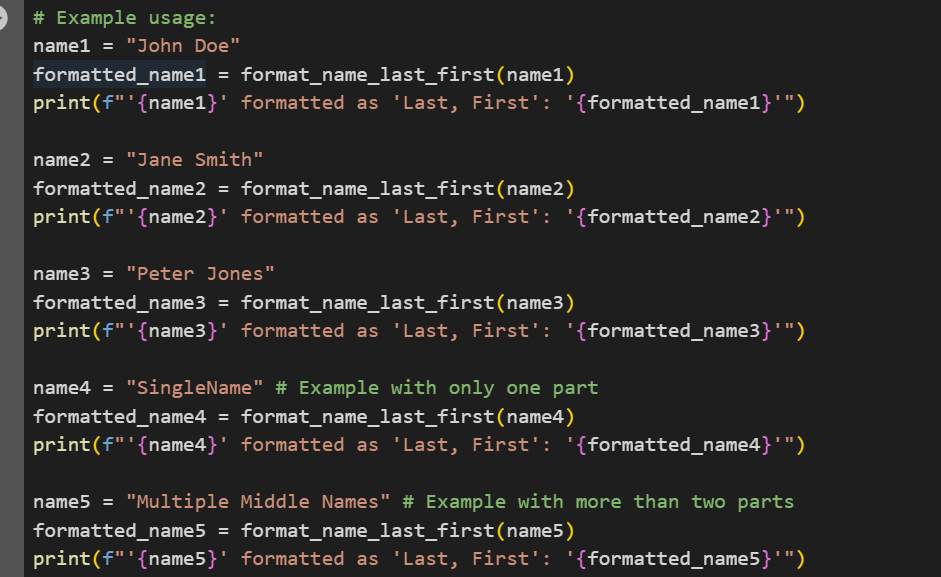 # Example usage:
name1 = "John Doe"
formatted_name1 = format_name_last_first(name1)
print(f"'{name1}' formatted as 'Last, First': '{formatted_name1}'")
name2 = "Jane Smith"
formatted_name2 = format_name_last_first(name2)
print(f"'{name2}' formatted as 'Last, First': '{formatted_name2}'")
name3 = "Peter Jones"
formatted_name3 = format_name_last_first(name3)
print(f"'{name3}' formatted as 'Last, First': '{formatted_name3}'")
name4 = "SingleName" # Example with only one part
formatted_name4 = format_name_last_first(name4)
print(f"'{name4}' formatted as 'Last, First': '{formatted_name4}'")
name5 = "Multiple Middle Names" # Example with more than two parts
formatted_name5 = format_name_last_first(name5)
print(f"'{name5}' formatted as 'Last, First': '{formatted_name5}'")